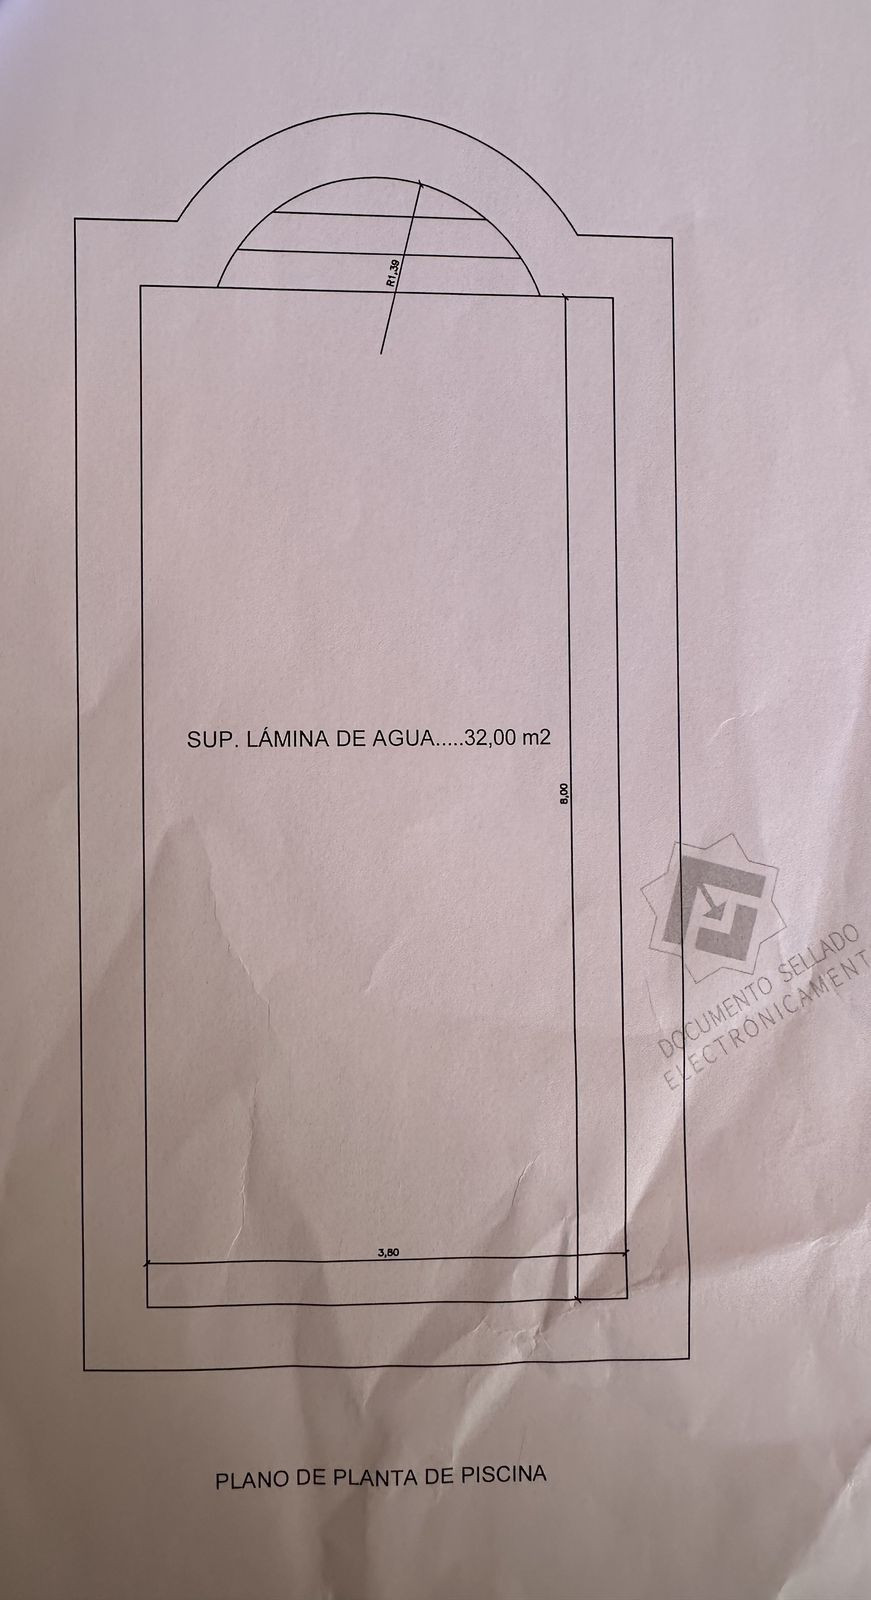 R1,39
SUP. LÁMINA DE AGUA.....32,00 m2
8,00
DOCUMENTO SELLADO
ELECTRÓNICAMENT
3,80
PLANO DE PLANTA DE PISCINA